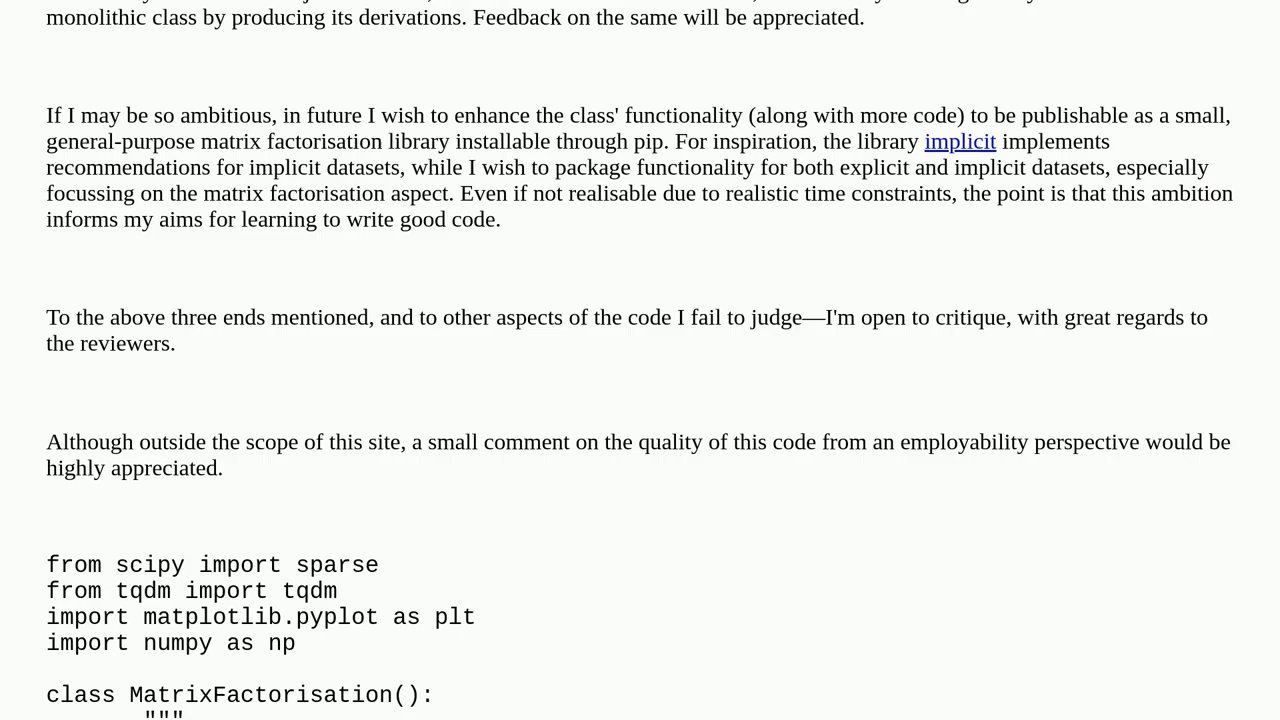 monolithic class by producing its derivations. Feedback on the same will be appreciated.
If I may be so ambitious, in future I wish to enhance the class' functionality (along with more code) to be publishable as a small,
general-purpose matrix factorisation library installable through pip. For inspiration, the library implicit implements
recommendations for implicit datasets, while I wish to package functionality for both explicit and implicit datasets, especially
focussing on the matrix factorisation aspect. Even if not realisable due to realistic time constraints, the point is that this ambition
informs my aims for learning to write good code.
To the above three ends mentioned, and to other aspects of the code I fail to judge—I'm open to critique, with great regards to
the reviewers.
Although outside the scope of this site, a small comment on the quality of this code from an employability perspective would be
highly appreciated.
from scipy import sparse
from tqdm import tqdm
import matplotlib.pyplot as plt
import numpy as np
class MatrixFactorisation():
"""